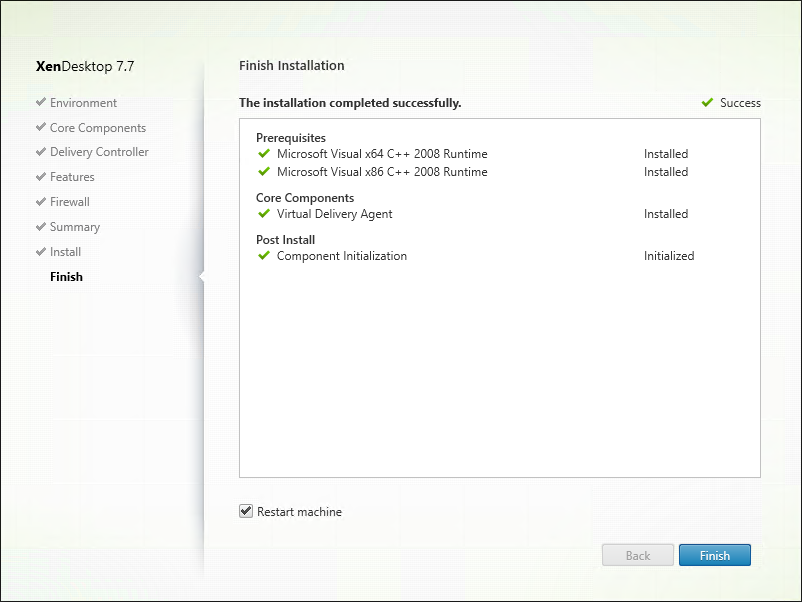 XenDesktop 7.7
Environment
Core Components
Delivery Controller
Features
Firewall
Summary
Install
Finish
Finish Installation
The installation completed successfully. Success
Prerequisites
Microsoft Visual x64 C++ 2008 Runtime Installed
Microsoft Visual x86 C++ 2008 Runtime Installed
Core Components
Virtual Delivery Agent Installed
Post Install
Component Initialization Initialized
Restart machine
Back Finish